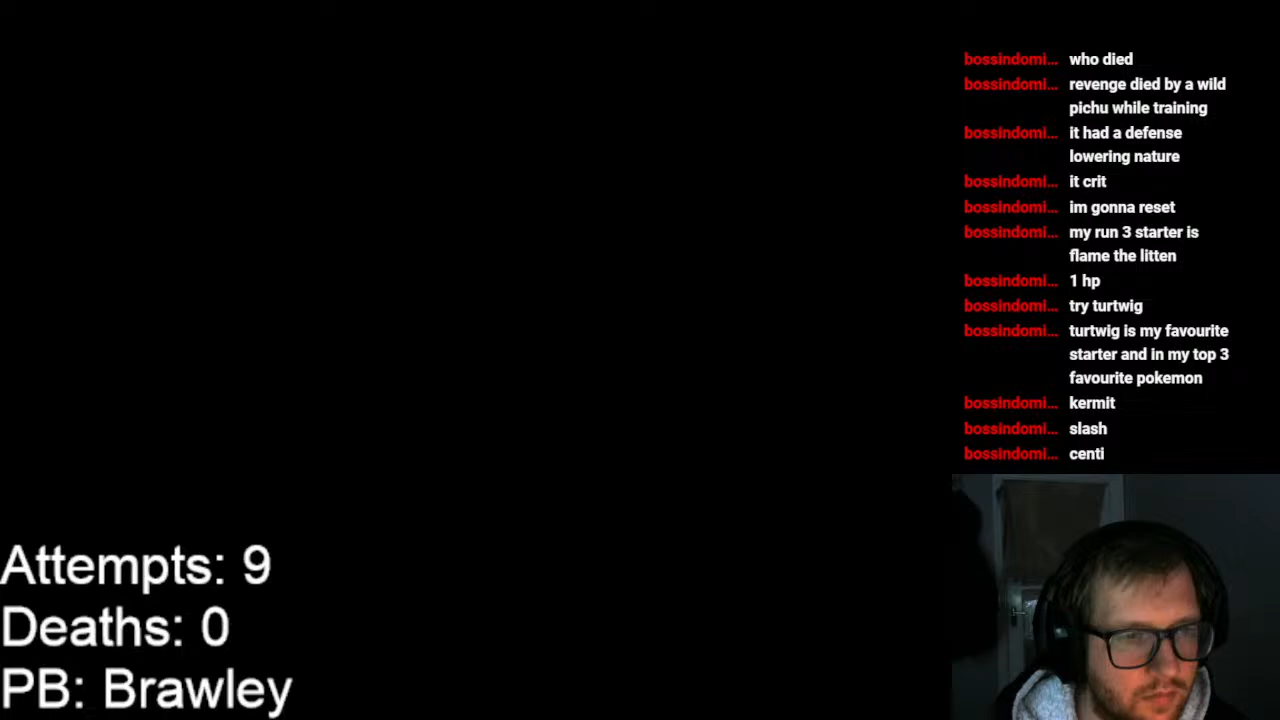 bossindomi... who died
bossindomi... revenge died by a wild
pichu while training
bossindomi... it had a defense
lowering nature
bossindomi... it crit
bossindomi... im gonna reset
bossindomi... my run 3 starter is
flame the litten
bossindomi... 1 hp
bossindomi... try turtwig
bossindomi... turtwig is my favourite
starter and in my top 3
favourite pokemon
bossindomi... kermit
bossindomi... slash
bossindomi... centi
Attempts: 9
Deaths: 0
PB: Brawley